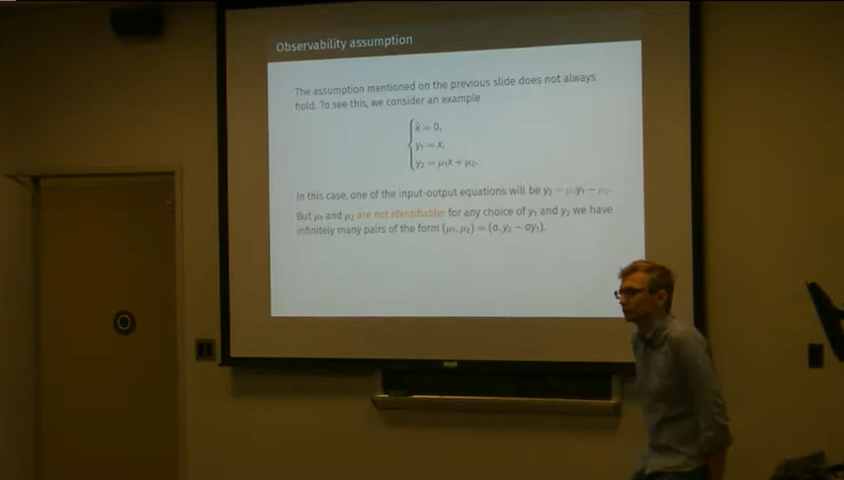 Observability assumption
The assumption mentioned on the previous slide does not always
hold. To see this, we consider an example
ẋ = 0,
y₁ = x,
y₂ = μ₁x + μ₂.
In this case, one of the input-output equations will be y₂ − μ₁y₁ − μ₂.
But μ₁ and μ₂ are not identifiable: for any choice of y₁ and y₂ we have
infinitely many pairs of the form (μ₁, μ₂) = (a, y₂ − ay₁).